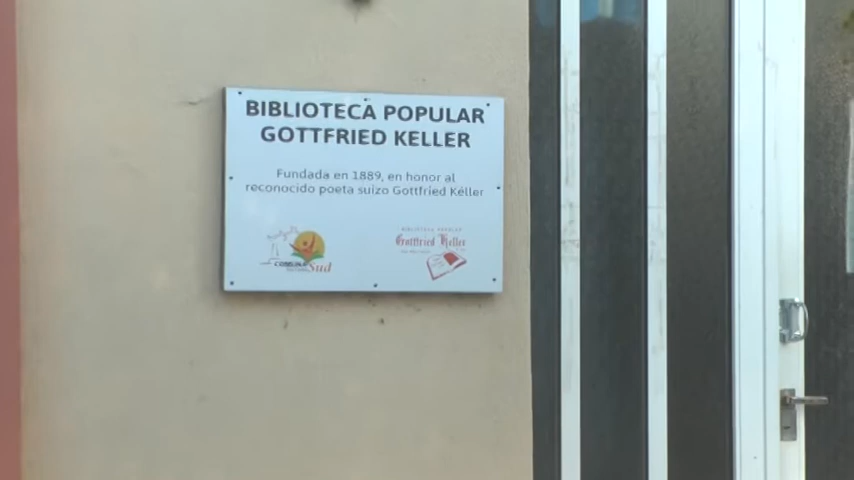 BIBLIOTECA POPULAR
GOTTFRIED KELLER
Fundada en 1889, en honor al
reconocido poeta suizo Gottfried Keller
Sud
BIBLIOTECA POPULAR
Gottfried Keller